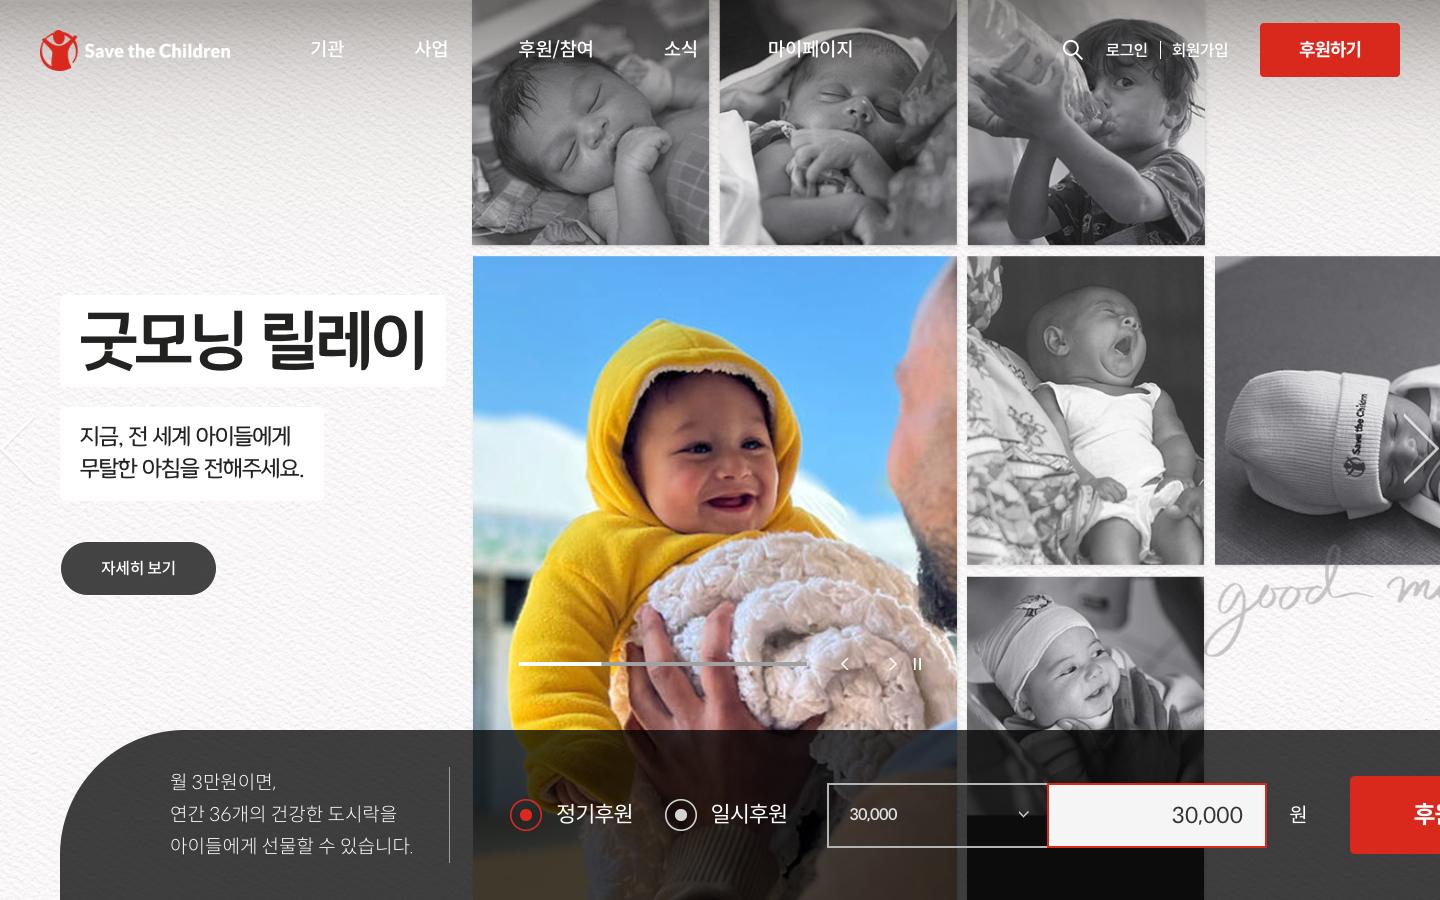 Save the Children
기관
사업
후원/참여
소식
마이페이지
로그인
회원가입
후원하기
굿모닝 릴레이
지금, 전 세계 아이들에게
무탈한 아침을 전해주세요.
자세히 보기
Save the Children
good
월 3만원이면,
연간 36개의 건강한 도시락을
아이들에게 선물할 수 있습니다.
정기후원
일시후원
30,000
30,000
원